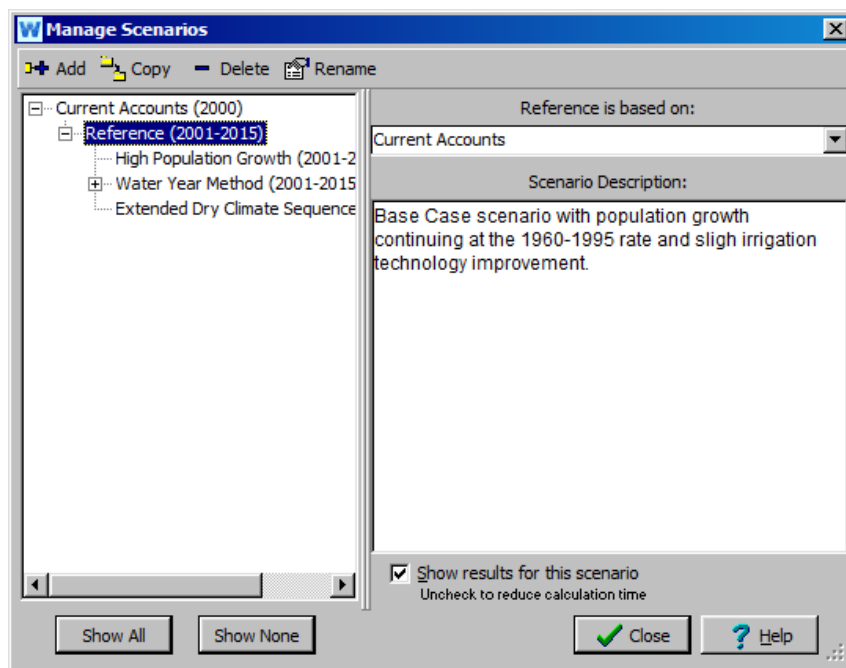 W Manage Scenarios
Add Copy Delete Rename
Current Accounts (2000)
Reference (2001-2015)
High Population Growth (2001-2
Water Year Method (2001-2015
Extended Dry Climate Sequence
Reference is based on:
Current Accounts
Scenario Description:
Base Case scenario with population growth
continuing at the 1960-1995 rate and sligh irrigation
technology improvement.
Show results for this scenario
Uncheck to reduce calculation time
Show All Show None Close ? Help